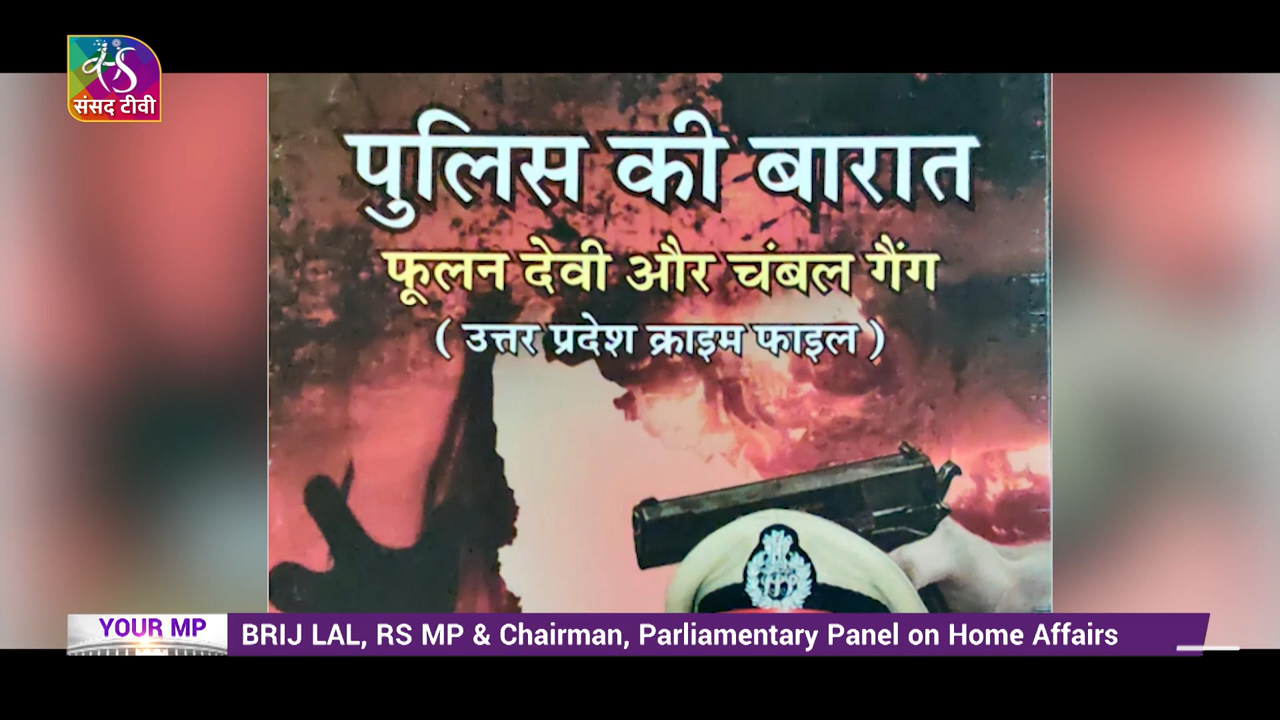 संसद टीवी
पुलिस की बारात
फूलन देवी और चंबल गैंग
( उत्तर प्रदेश क्राइम फाइल )
YOUR MP
BRIJ LAL, RS MP & Chairman, Parliamentary Panel on Home Affairs